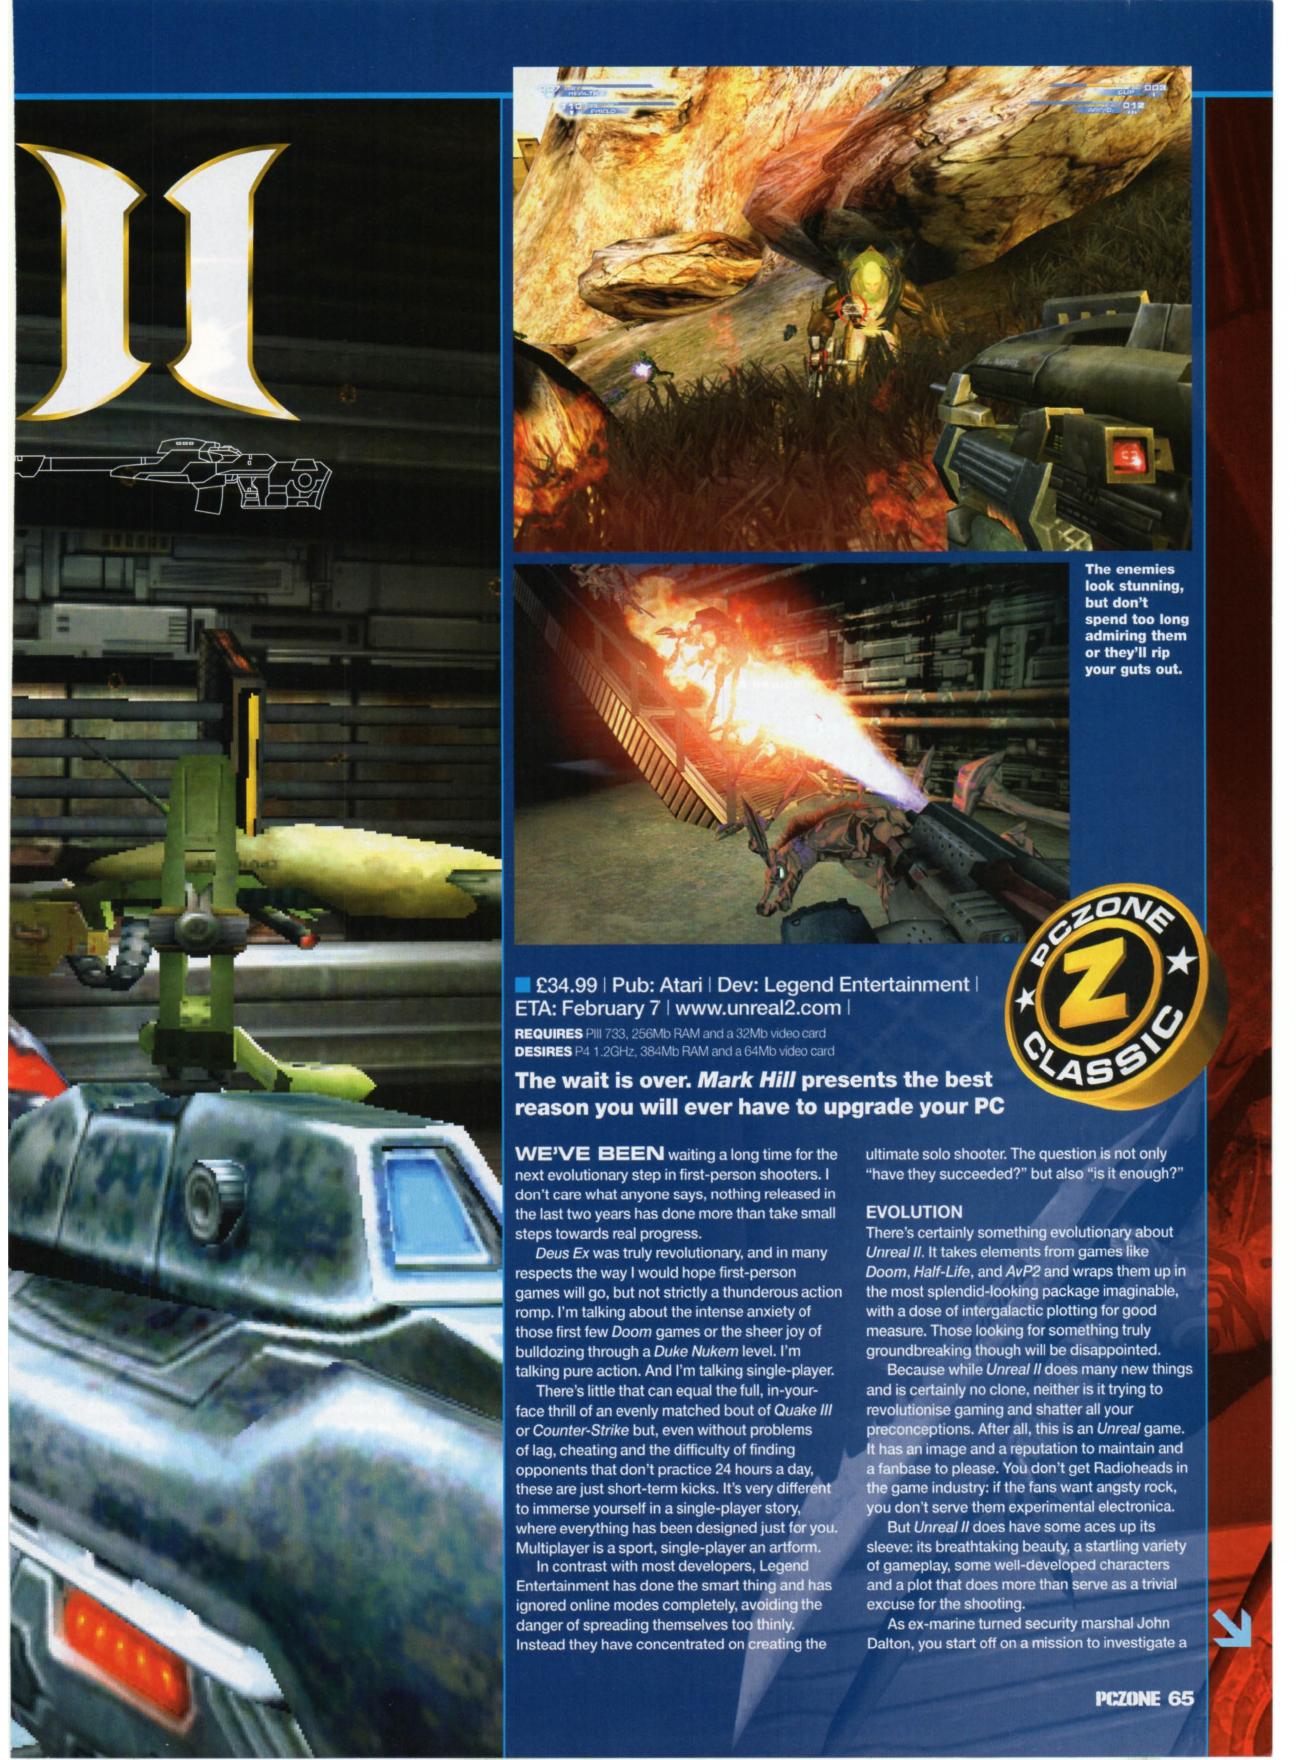 II
007 HEALTH
110 SHIELD
CLIP 003
AMMO 012
The enemies
look stunning,
but don't
spend too long
admiring them
or they'll rip
your guts out.
PCZONE
Z
CLASSIC
£34.99 | Pub: Atari | Dev: Legend Entertainment |
ETA: February 7 | www.unreal2.com |
REQUIRES PIII 733, 256Mb RAM and a 32Mb video card
DESIRES P4 1.2GHz, 384Mb RAM and a 64Mb video card
The wait is over. Mark Hill presents the best
reason you will ever have to upgrade your PC
WE'VE BEEN waiting a long time for the
next evolutionary step in first-person shooters. I
don't care what anyone says, nothing released in
the last two years has done more than take small
steps towards real progress.
Deus Ex was truly revolutionary, and in many
respects the way I would hope first-person
games will go, but not strictly a thunderous action
romp. I'm talking about the intense anxiety of
those first few Doom games or the sheer joy of
bulldozing through a Duke Nukem level. I'm
talking pure action. And I'm talking single-player.
There's little that can equal the full, in-your-
face thrill of an evenly matched bout of Quake III
or Counter-Strike but, even without problems
of lag, cheating and the difficulty of finding
opponents that don't practice 24 hours a day,
these are just short-term kicks. It's very different
to immerse yourself in a single-player story,
where everything has been designed just for you.
Multiplayer is a sport, single-player an artform.
In contrast with most developers, Legend
Entertainment has done the smart thing and has
ignored online modes completely, avoiding the
danger of spreading themselves too thinly.
Instead they have concentrated on creating the
ultimate solo shooter. The question is not only
"have they succeeded?" but also "is it enough?"
EVOLUTION
There's certainly something evolutionary about
Unreal II. It takes elements from games like
Doom, Half-Life, and AvP2 and wraps them up in
the most splendid-looking package imaginable,
with a dose of intergalactic plotting for good
measure. Those looking for something truly
groundbreaking though will be disappointed.
Because while Unreal II does many new things
and is certainly no clone, neither is it trying to
revolutionise gaming and shatter all your
preconceptions. After all, this is an Unreal game.
It has an image and a reputation to maintain and
a fanbase to please. You don't get Radioheads in
the game industry: if the fans want angsty rock,
you don't serve them experimental electronica.
But Unreal II does have some aces up its
sleeve: its breathtaking beauty, a startling variety
of gameplay, some well-developed characters
and a plot that does more than serve as a trivial
excuse for the shooting.
As ex-marine turned security marshal John
Dalton, you start off on a mission to investigate a
PCZONE 65